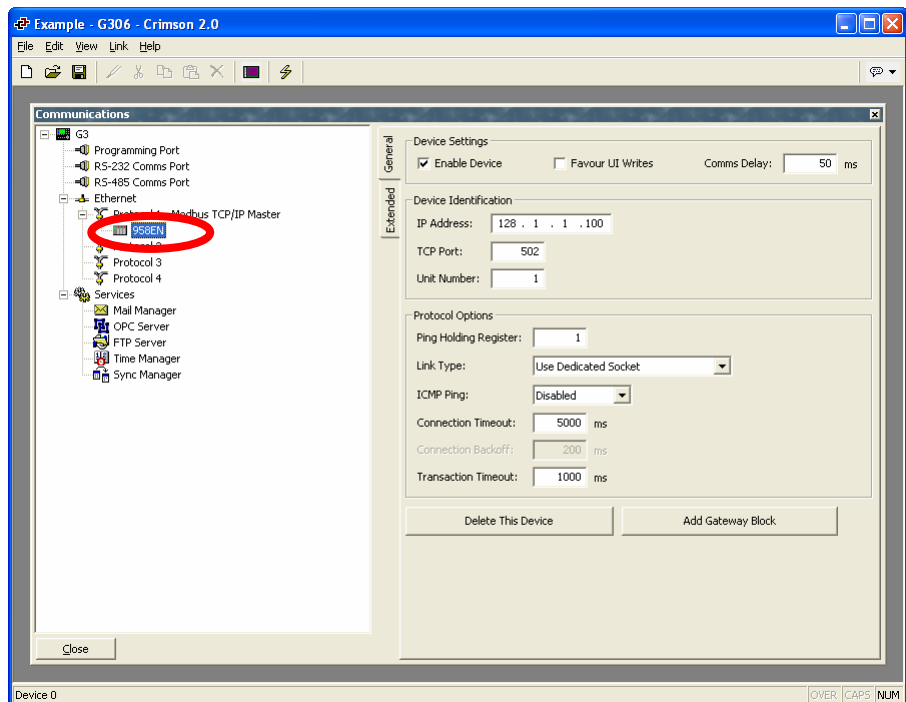 Example - G306 - Crimson 2.0
File Edit View Link Help
Communications
G3
Programming Port
RS-232 Comms Port
RS-485 Comms Port
Ethernet
Protocol 1 - Modbus TCP/IP Master
958EN
Protocol 2
Protocol 3
Protocol 4
Services
Mail Manager
OPC Server
FTP Server
Time Manager
Sync Manager
Close
General
Extended
Device Settings
Enable Device Favour UI Writes Comms Delay: 50 ms
Device Identification
IP Address: 128 . 1 . 1 .100
TCP Port: 502
Unit Number: 1
Protocol Options
Ping Holding Register: 1
Link Type: Use Dedicated Socket
ICMP Ping: Disabled
Connection Timeout: 5000 ms
Connection Backoff: 200 ms
Transaction Timeout: 1000 ms
Delete This Device Add Gateway Block
Device 0 OVER CAPS NUM